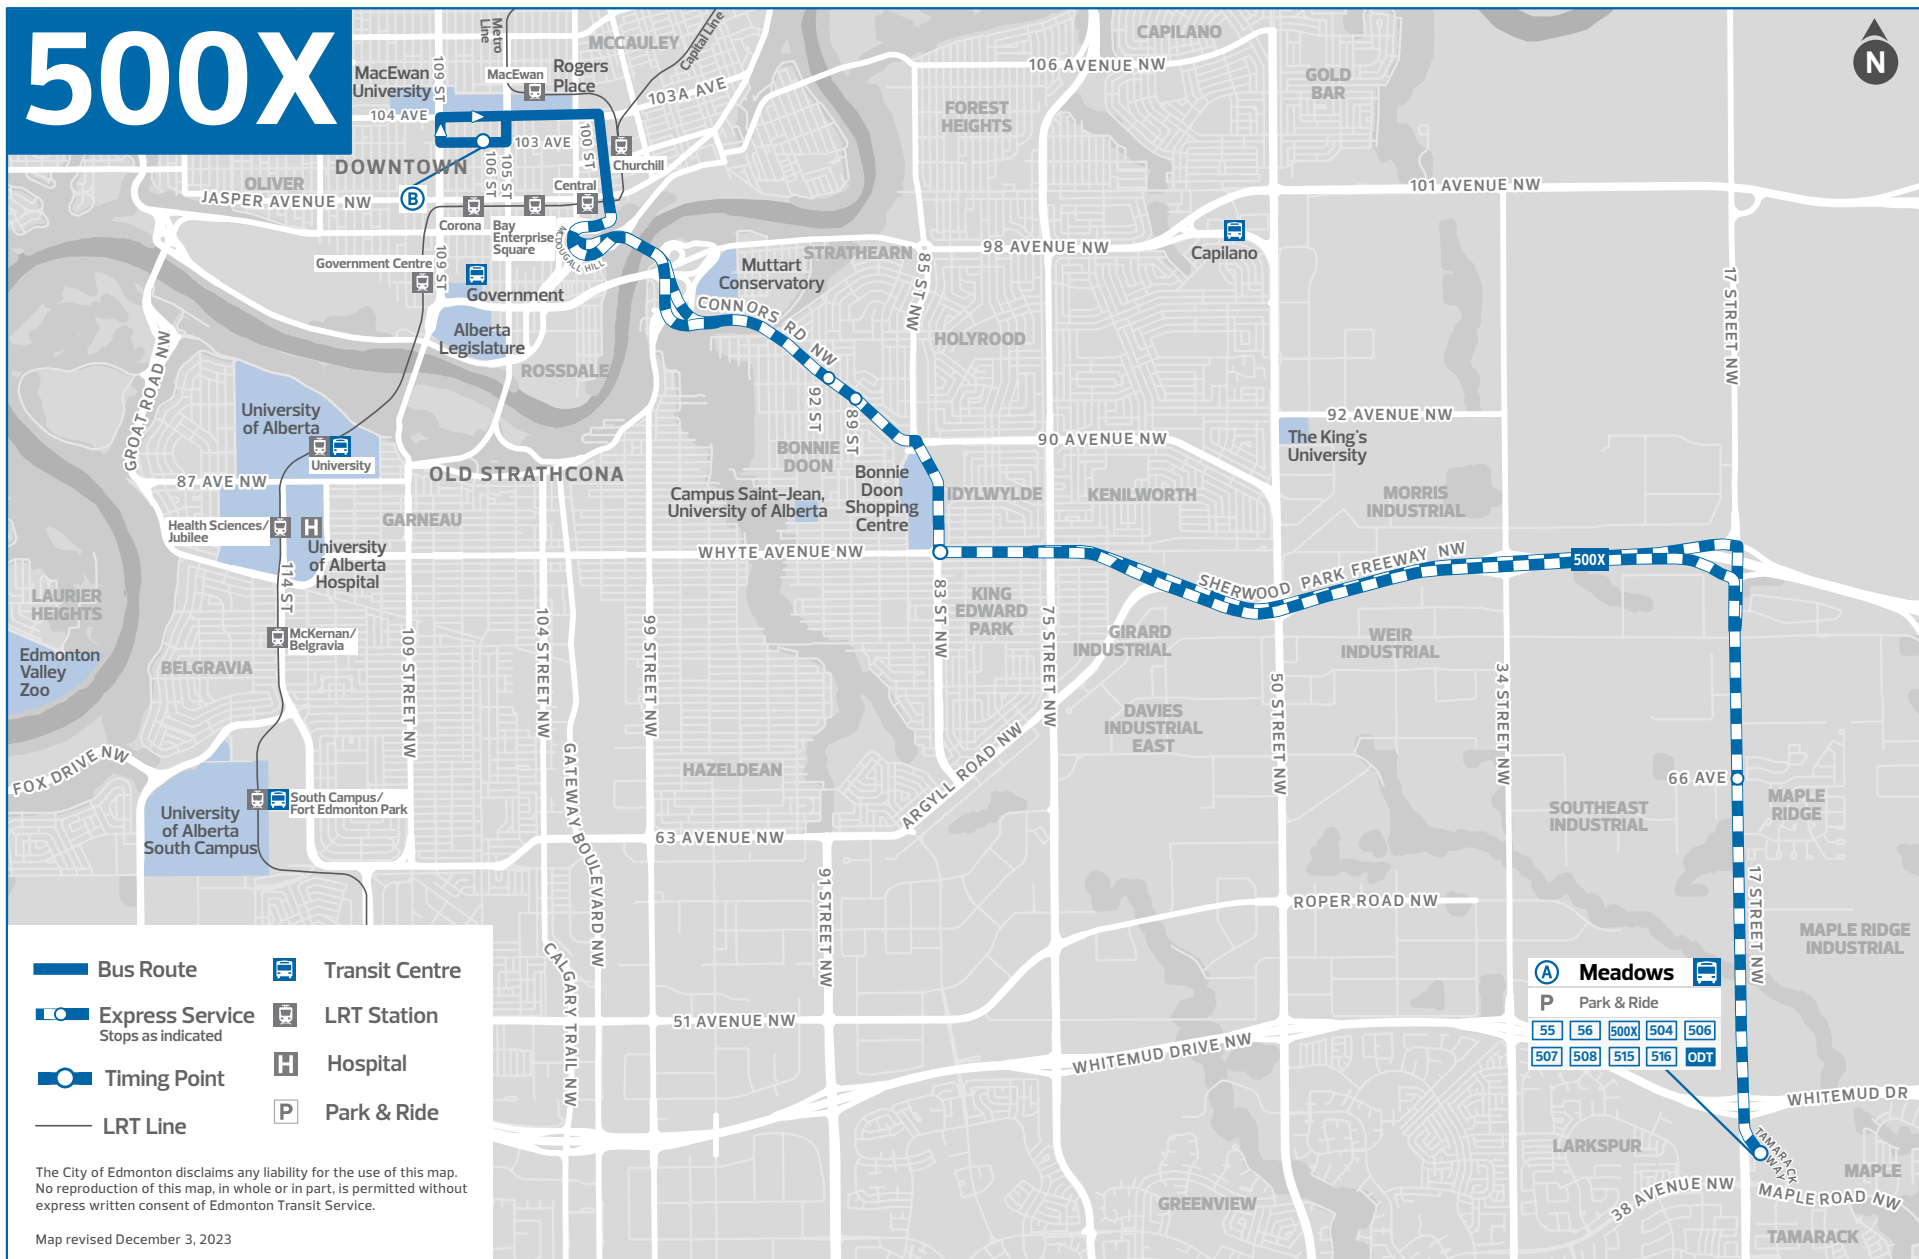 500X
N
Metro
Line
Capital Line
MCCAULEY
CAPILANO
MacEwan
University
109 ST
MacEwan
Rogers
Place
103A AVE
106 AVENUE NW
GOLD
BAR
104 AVE
FOREST
HEIGHTS
103 AVE
100 ST
Churchill
DOWNTOWN
106 ST
105 ST
OLIVER
Central
101 AVENUE NW
JASPER AVENUE NW
B
Corona
Bay
Enterprise
Square
MCDOUGALL HILL
STRATHEARN
98 AVENUE NW
Capilano
85 ST NW
Government Centre
109 ST
Government
Muttart
Conservatory
17 STREET NW
CONNORS RD NW
Alberta
Legislature
HOLYROOD
ROSSDALE
GROAT ROAD NW
University
of Alberta
92 ST
89 ST
92 AVENUE NW
The King's
University
90 AVENUE NW
BONNIE
DOON
University
OLD STRATHCONA
87 AVE NW
Bonnie
Doon
Shopping
Centre
Campus Saint-Jean,
University of Alberta
IDYLWYLDE
KENILWORTH
MORRIS
INDUSTRIAL
GARNEAU
Health Sciences/
Jubilee
H
University
of Alberta
Hospital
WHYTE AVENUE NW
SHERWOOD PARK FREEWAY NW
500X
114 ST
LAURIER
HEIGHTS
83 ST NW
KING
EDWARD
PARK
75 STREET NW
GIRARD
INDUSTRIAL
WEIR
INDUSTRIAL
McKernan/
Belgravia
109 STREET NW
104 STREET NW
99 STREET NW
Edmonton
Valley
Zoo
BELGRAVIA
50 STREET NW
34 STREET NW
DAVIES
INDUSTRIAL
EAST
FOX DRIVE NW
GATEWAY BOULEVARD NW
HAZELDEAN
ARGYLL ROAD NW
66 AVE
MAPLE
RIDGE
South Campus/
Fort Edmonton Park
University
of Alberta
South Campus
SOUTHEAST
INDUSTRIAL
63 AVENUE NW
91 STREET NW
17 STREET NW
ROPER ROAD NW
MAPLE RIDGE
INDUSTRIAL
CALGARY TRAIL NW
Bus Route
Transit Centre
Express Service
Stops as indicated
LRT Station
Timing Point
H
Hospital
LRT Line
P
Park & Ride
A Meadows
P Park & Ride
55 56 500X 504 506
507 508 515 516 ODT
51 AVENUE NW
WHITEMUD DRIVE NW
WHITEMUD DR
TAMARACK
WAY
LARKSPUR
MAPLE
38 AVENUE NW
MAPLE ROAD NW
GREENVIEW
TAMARACK
The City of Edmonton disclaims any liability for the use of this map.
No reproduction of this map, in whole or in part, is permitted without
express written consent of Edmonton Transit Service.
Map revised December 3, 2023